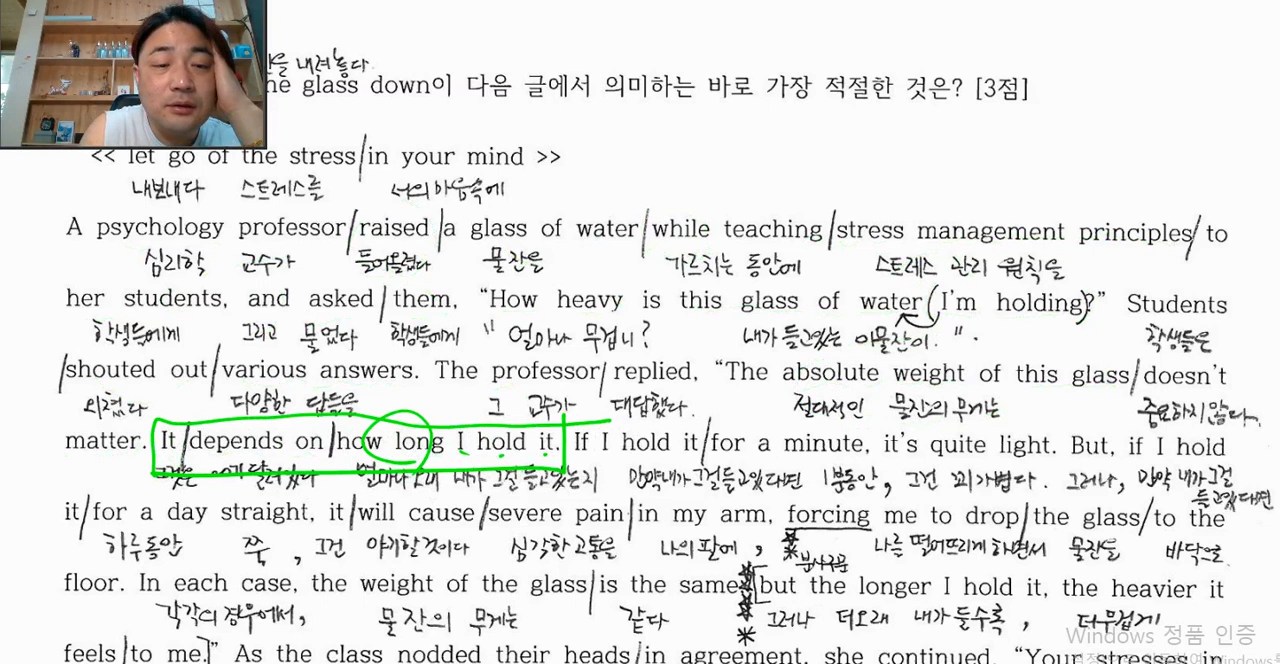 잔을 내려놓다.
the glass down이 다음 글에서 의미하는 바로 가장 적절한 것은? [3점]
<< let go of the stress/in your mind >>
내보내다 스트레스를 너의 마음속에
A psychology professor/raised/a glass of water/while teaching/stress management principles/to
심리학 교수가 들어올렸다 물잔을 가르치는 동안에 스트레스 관리 원칙을
her students, and asked/them, “How heavy is this glass of water(I'm holding)?” Students
학생들에게 그리고 물었다 학생들에게 " 얼마나 무겁니? 내가 들고있는 이물잔이. ". 학생들은
/shouted out/various answers. The professor/replied, “The absolute weight of this glass/doesn't
외쳤다 다양한 답들을 그 교수가 대답했다. 절대적인 물잔의 무게는 중요하지 않다.
matter. It/depends on/how long I hold it. If I hold it/for a minute, it's quite light. But, if I hold
그것은 달려있다 얼마나 오래 내가 그걸 들고있는지 만약 내가 그걸 들고있다면 1분동안, 그건 꽤 가볍다. 그러나, 만약 내가 그걸
들고있다면
it/for a day straight, it/will cause/severe pain/in my arm, forcing me to drop/the glass/to the
하루동안 쭉, 그건 야기할것이다 심각한 고통을 나의 팔에, 나를 떨어뜨리게 하면서 물잔을 바닥으로.
분사구문
floor. In each case, the weight of the glass/is the same, but the longer I hold it, the heavier it
각각의 경우에서, 물잔의 무게는 같다 그러나 더오래 내가 들수록, 더무겁게
Windows 정품 인증
feels/to me.]” As the class nodded their heads/in agreement, she continued, “Your stresses in